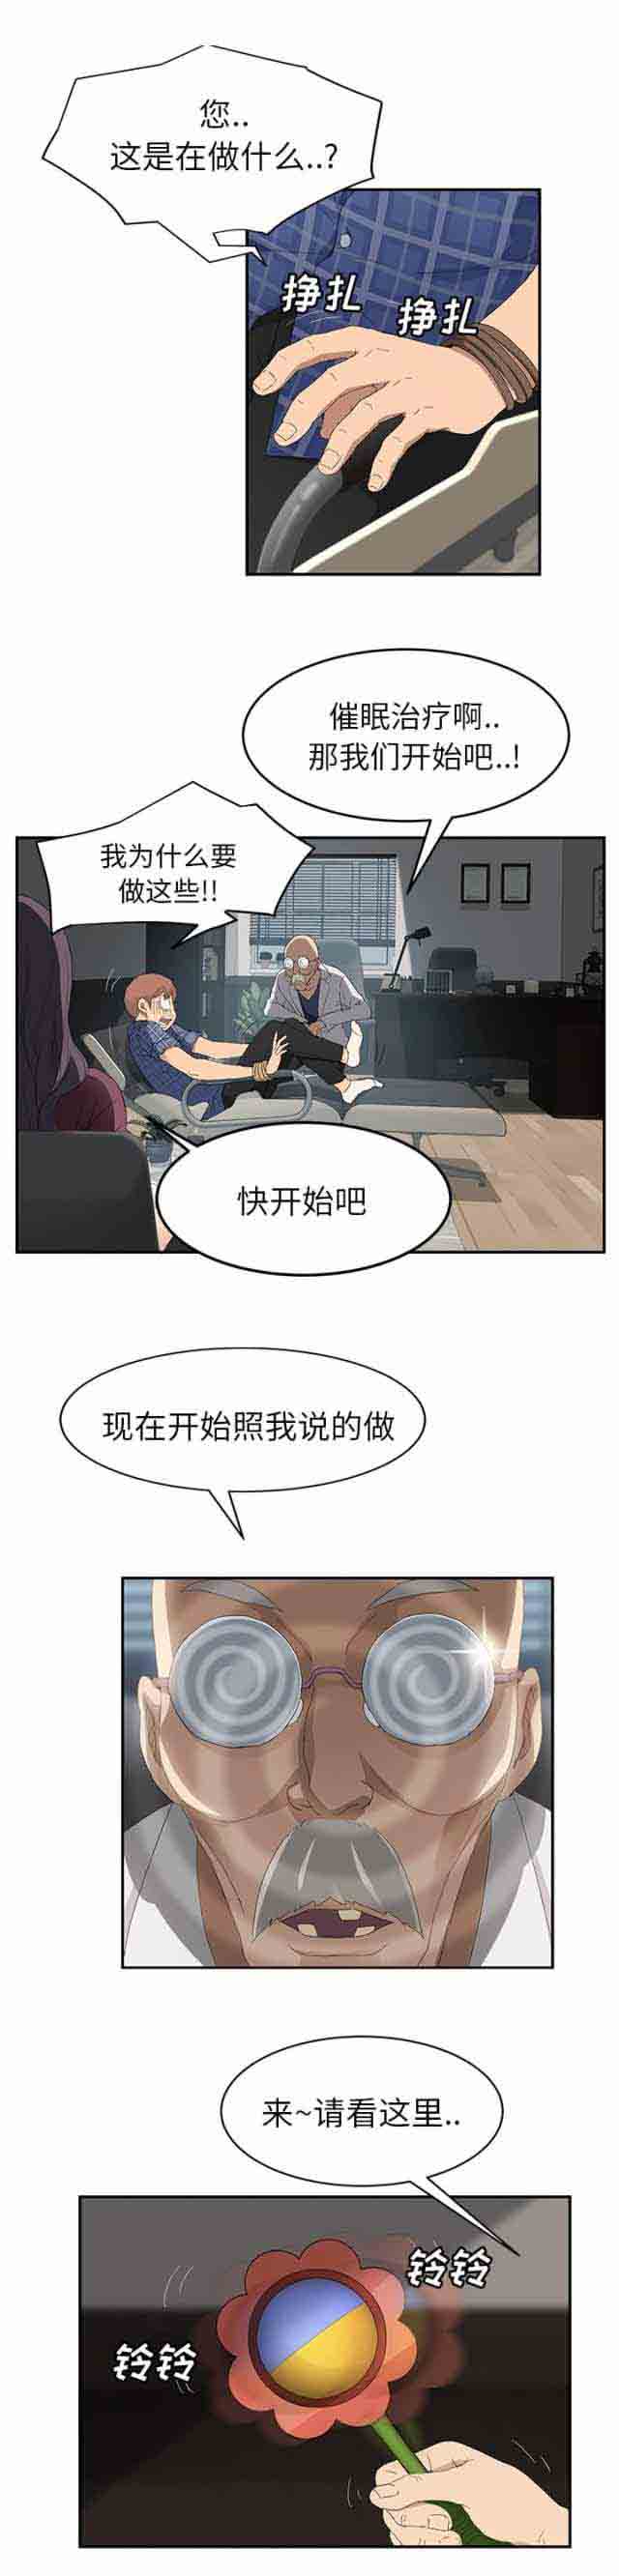 您..
这是在做什么..?
挣扎
挣扎
催眠治疗啊..
那我们开始吧..!
我为什么要
做这些!!
快开始吧
现在开始照我说的做
来~请看这里..
铃铃
铃铃